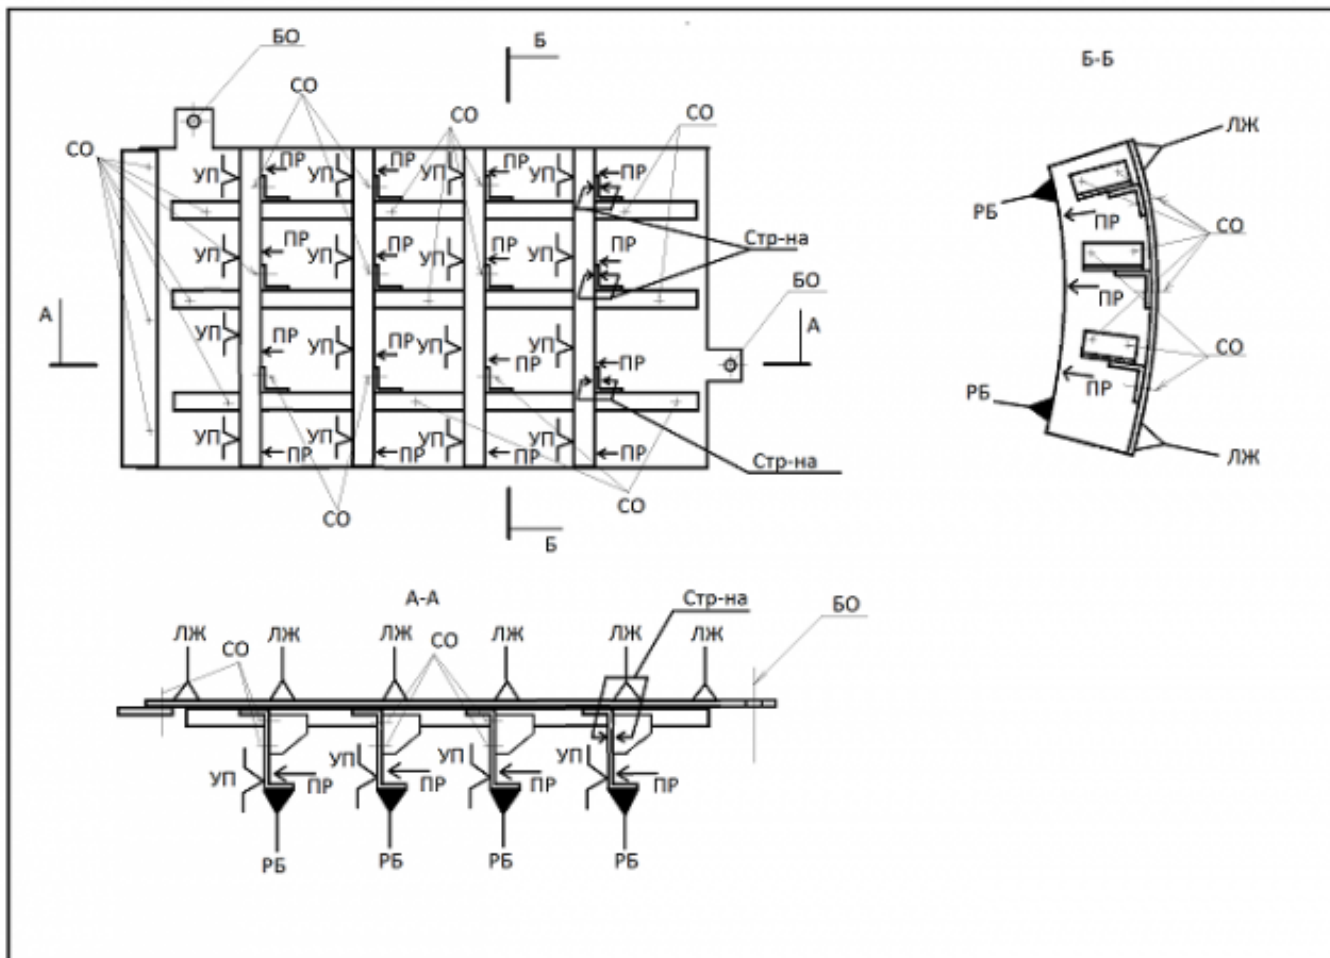 БО
Б
Б-Б
СО
СО
СО
ЛЖ
СО
УП
ПР
УП
ПР
УП
ПР
УП
ПР
РБ
ПР
СО
УП
ПР
УП
ПР
УП
ПР
УП
ПР
Стр-на
БО
ПР
А
А
УП
ПР
УП
ПР
УП
ПР
УП
ПР
СО
РБ
ПР
УП
ПР
УП
ПР
УП
ПР
УП
ПР
Стр-на
ЛЖ
СО
СО
Б
А-А
Стр-на
БО
ЛЖ
СО
ЛЖ
ЛЖ
СО
ЛЖ
ЛЖ
ЛЖ
УП
ПР
УП
ПР
УП
ПР
УП
ПР
РБ
РБ
РБ
РБ